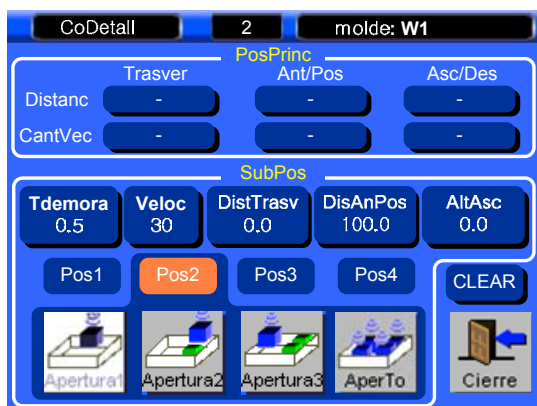 CoDetall 2 molde: W1
PosPrinc
Trasver Ant/Pos Asc/Des
Distanc - - -
CantVec - - -
SubPos
Tdemora Veloc DistTrasv DisAnPos AltAsc
0.5 30 0.0 100.0 0.0
Pos1 Pos2 Pos3 Pos4 CLEAR
Apertura1 Apertura2 Apertura3 AperTo Cierre